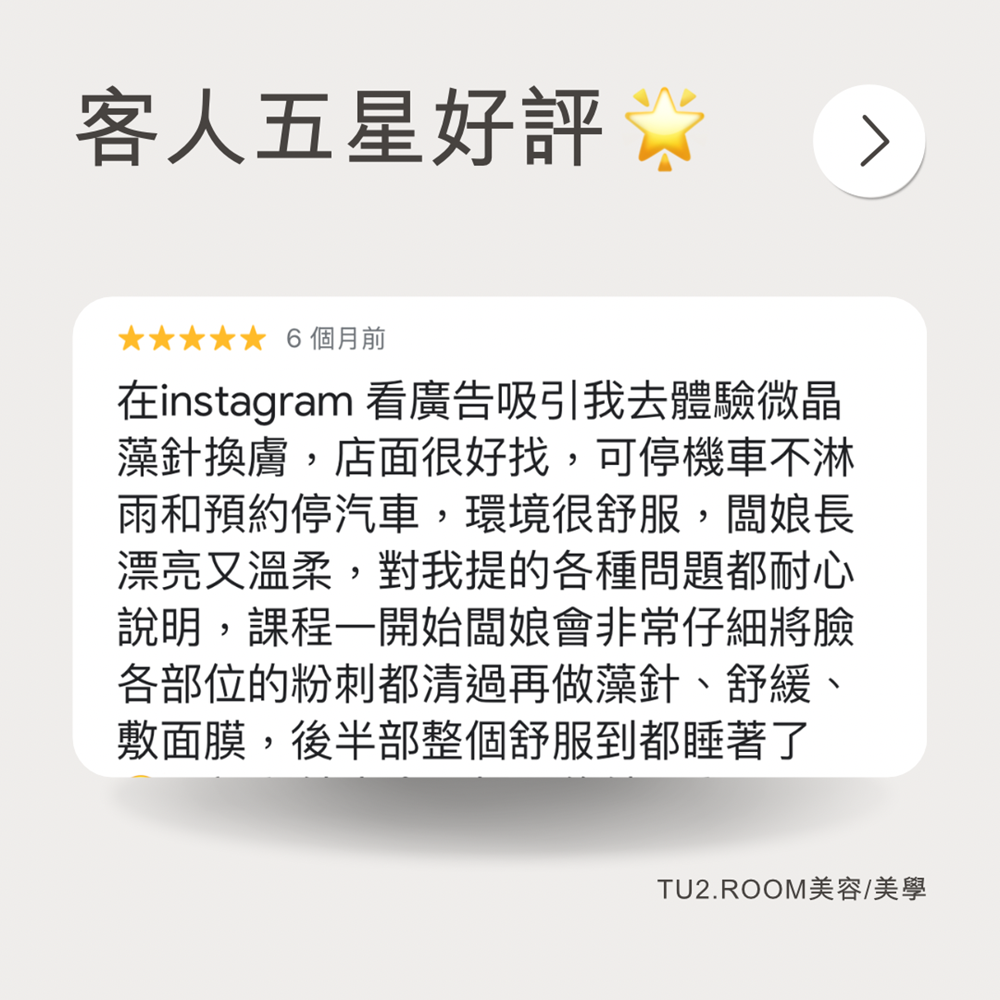 客人五星好評
6 個月前
在instagram 看廣告吸引我去體驗微晶
藻針換膚，店面很好找，可停機車不淋
雨和預約停汽車，環境很舒服，闆娘長
漂亮又溫柔，對我提的各種問題都耐心
說明，課程一開始闆娘會非常仔細將臉
各部位的粉刺都清過再做藻針、舒緩、
敷面膜，後半部整個舒服到都睡著了
TU2.ROOM美容/美學